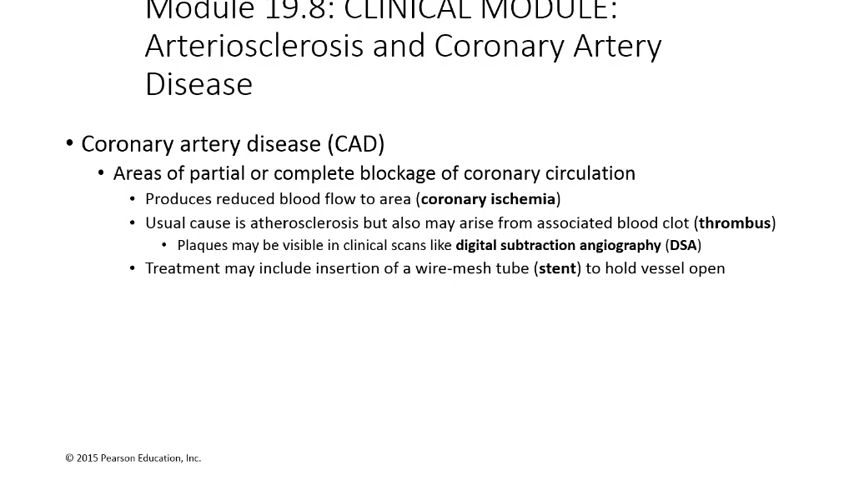 Module 19.8: CLINICAL MODULE:
Arteriosclerosis and Coronary Artery
Disease
• Coronary artery disease (CAD)
• Areas of partial or complete blockage of coronary circulation
• Produces reduced blood flow to area (coronary ischemia)
• Usual cause is atherosclerosis but also may arise from associated blood clot (thrombus)
• Plaques may be visible in clinical scans like digital subtraction angiography (DSA)
• Treatment may include insertion of a wire-mesh tube (stent) to hold vessel open
© 2015 Pearson Education, Inc.